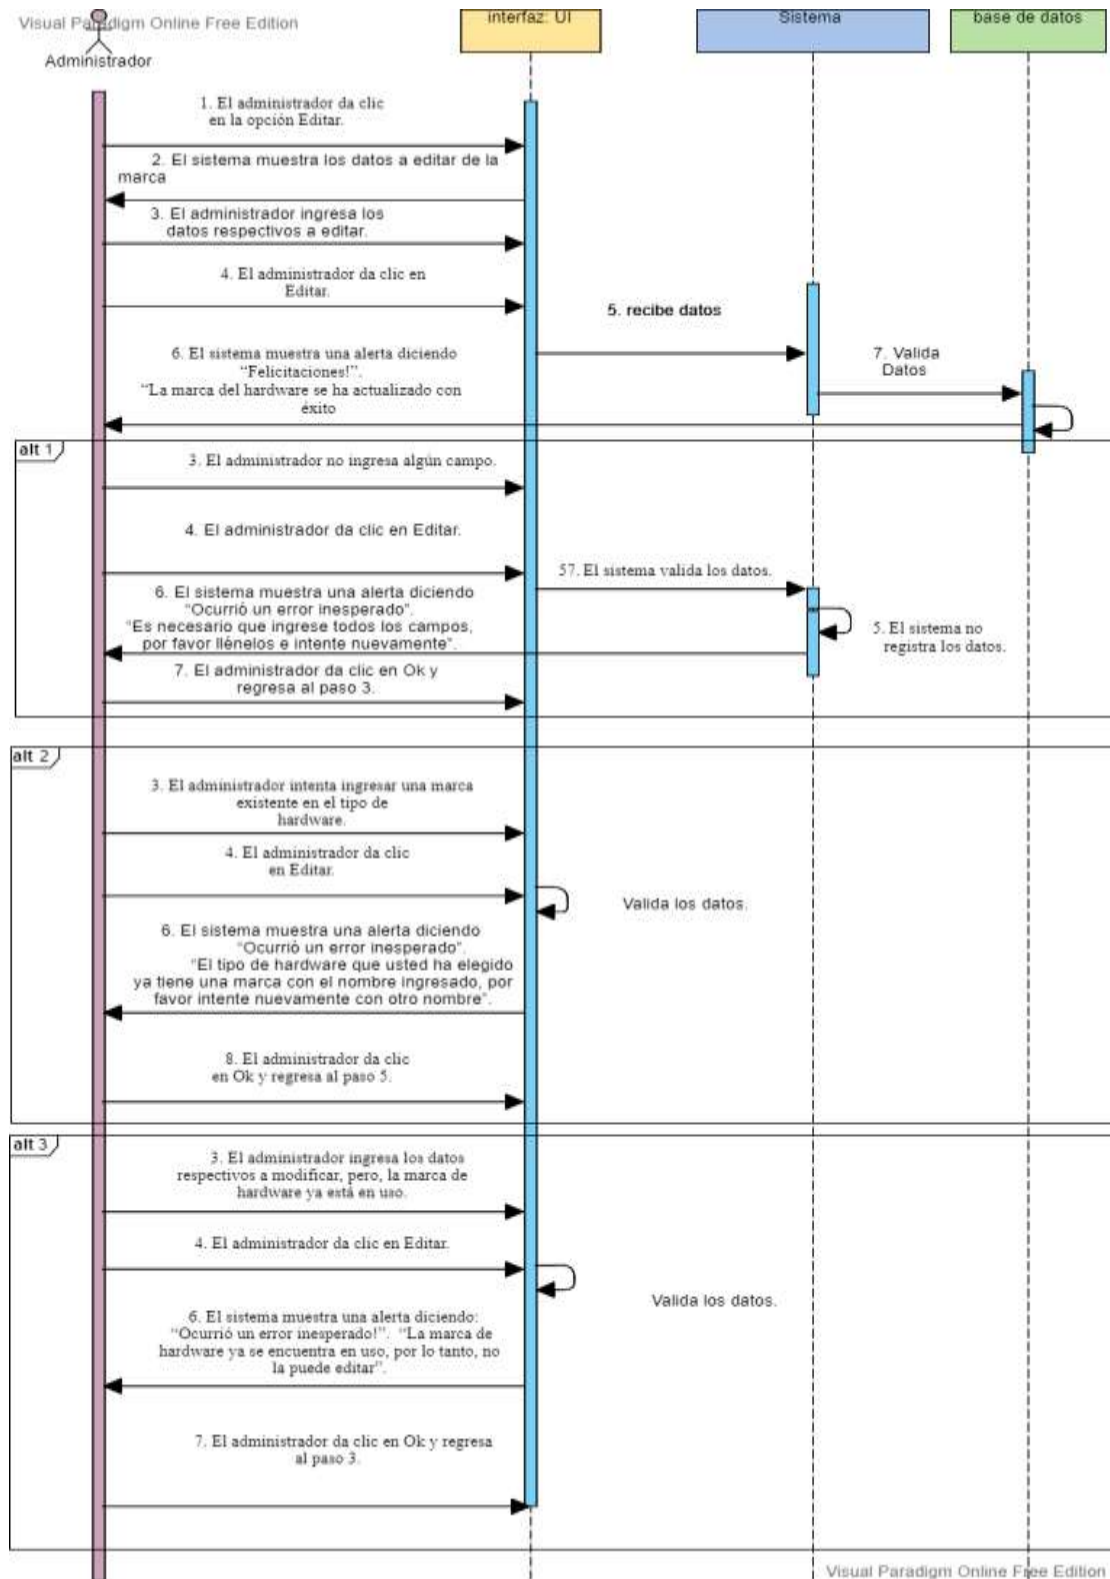 Visual Paradigm Online Free Edition
interfaz: UI
Sistema
base de datos
Administrador
1. El administrador da clic
en la opción Editar.
2. El sistema muestra los datos a editar de la
marca
3. El administrador ingresa los
datos respectivos a editar.
4. El administrador da clic en
Editar.
5. recibe datos
6. El sistema muestra una alerta diciendo
“Felicitaciones!”.
“La marca del hardware se ha actualizado con
éxito
7. Valida
Datos
alt 1
3. El administrador no ingresa algún campo.
4. El administrador da clic en Editar.
57. El sistema valida los datos.
6. El sistema muestra una alerta diciendo
“Ocurrió un error inesperado”.
“Es necesario que ingrese todos los campos,
por favor llénelos e intente nuevamente”.
5. El sistema no
registra los datos.
7. El administrador da clic en Ok y
regresa al paso 3.
alt 2
3. El administrador intenta ingresar una marca
existente en el tipo de
hardware.
4. El administrador da clic
en Editar.
Valida los datos.
6. El sistema muestra una alerta diciendo
“Ocurrió un error inesperado”.
“El tipo de hardware que usted ha elegido
ya tiene una marca con el nombre ingresado, por
favor intente nuevamente con otro nombre”.
8. El administrador da clic
en Ok y regresa al paso 5.
alt 3
3. El administrador ingresa los datos
respectivos a modificar, pero, la marca de
hardware ya está en uso.
4. El administrador da clic en Editar.
Valida los datos.
6. El sistema muestra una alerta diciendo:
“Ocurrió un error inesperado!”. “La marca de
hardware ya se encuentra en uso, por lo tanto, no
la puede editar”.
7. El administrador da clic en Ok y regresa
al paso 3.
Visual Paradigm Online Free Edition